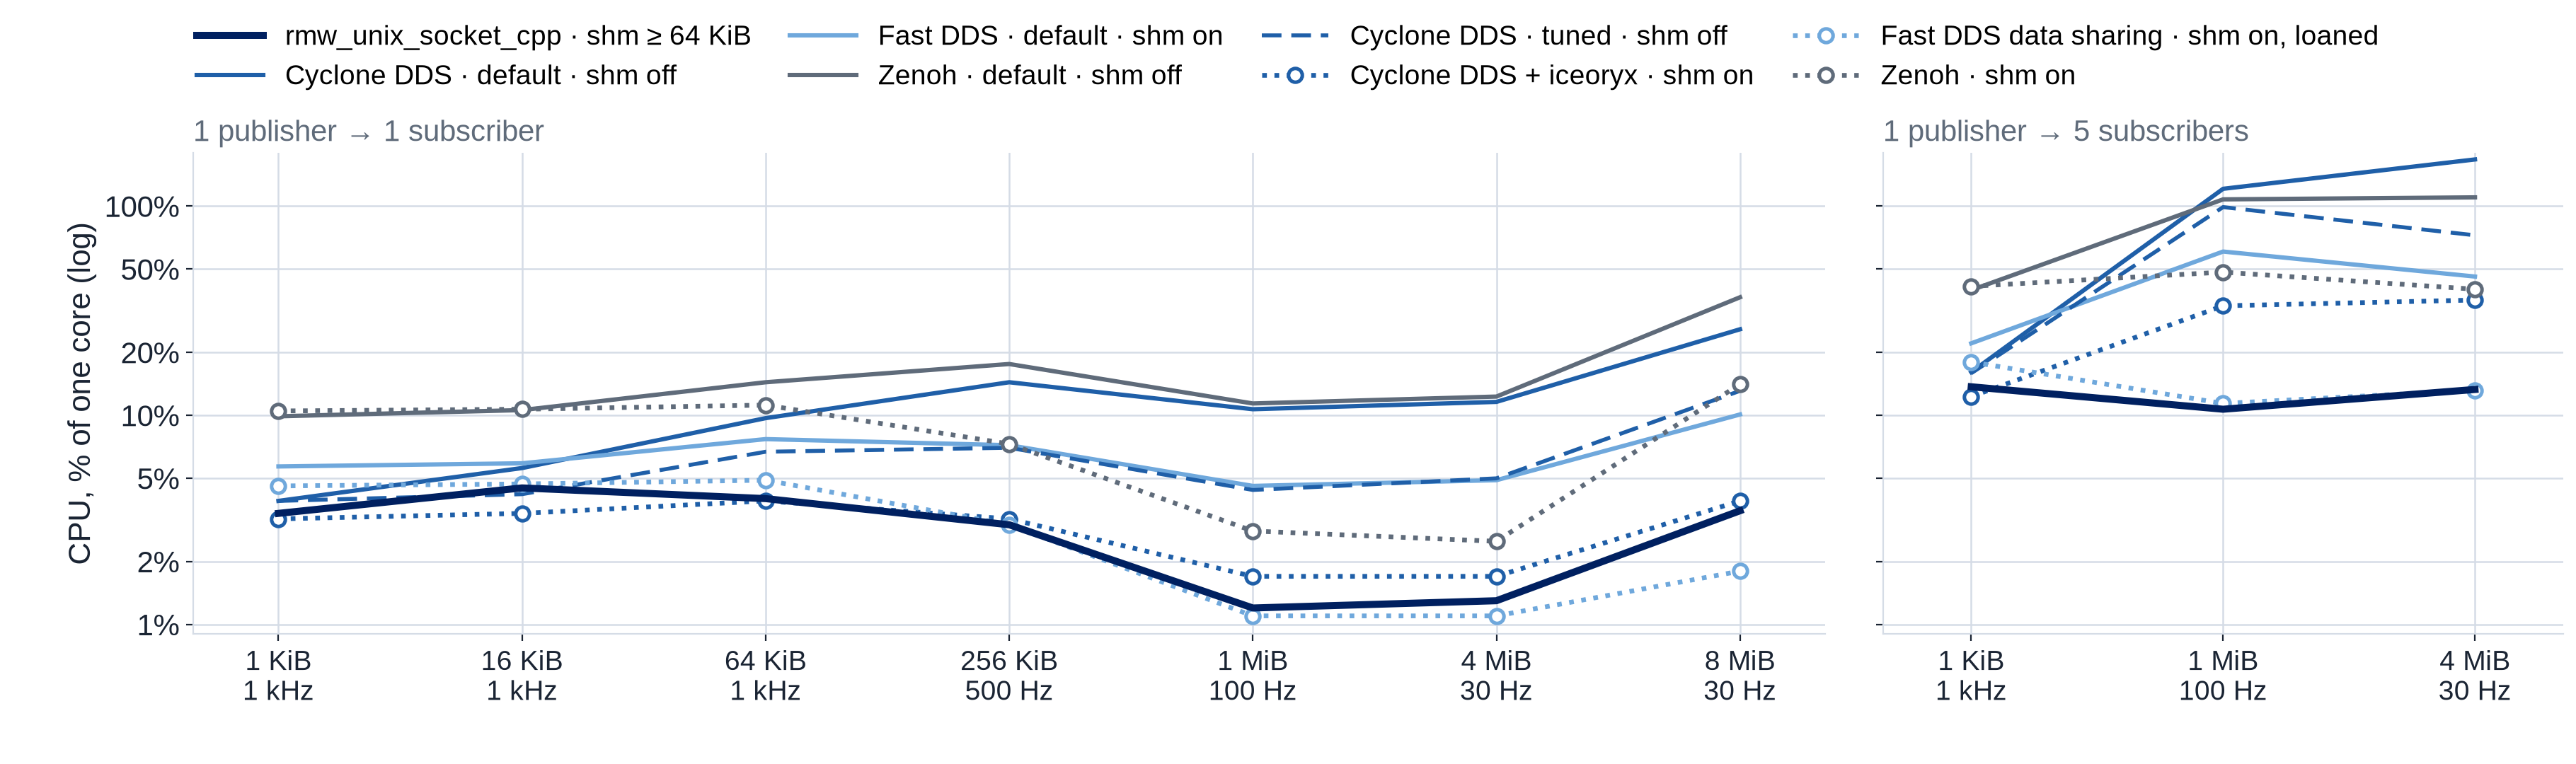 rmw_unix_socket_cpp · shm ≥ 64 KiB
Fast DDS · default · shm on
Cyclone DDS · tuned · shm off
Fast DDS data sharing · shm on, loaned
Cyclone DDS · default · shm off
Zenoh · default · shm off
Cyclone DDS + iceoryx · shm on
Zenoh · shm on
1 publisher → 1 subscriber
1 publisher → 5 subscribers
CPU, % of one core (log)
100%
50%
20%
10%
5%
2%
1%
1 KiB
1 kHz
16 KiB
1 kHz
64 KiB
1 kHz
256 KiB
500 Hz
1 MiB
100 Hz
4 MiB
30 Hz
8 MiB
30 Hz
1 KiB
1 kHz
1 MiB
100 Hz
4 MiB
30 Hz